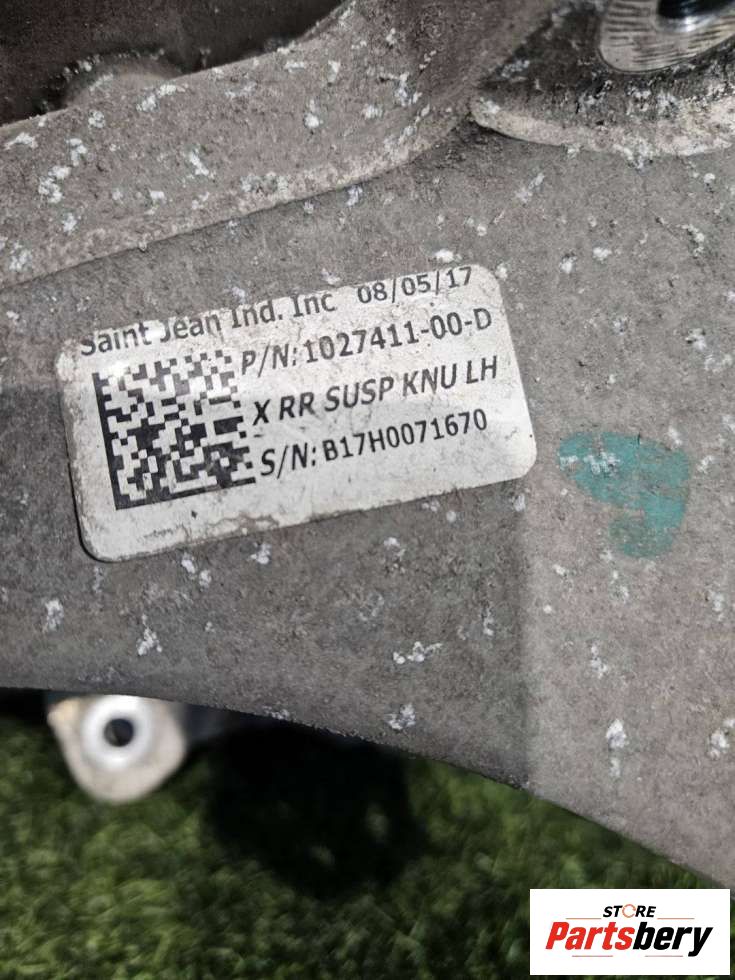 Saint Jean Ind. Inc 08/05/17
P/N: 1027411-00-D
X RR SUSP KNU LH
S/N: B17H0071670
STORE
Partsbery